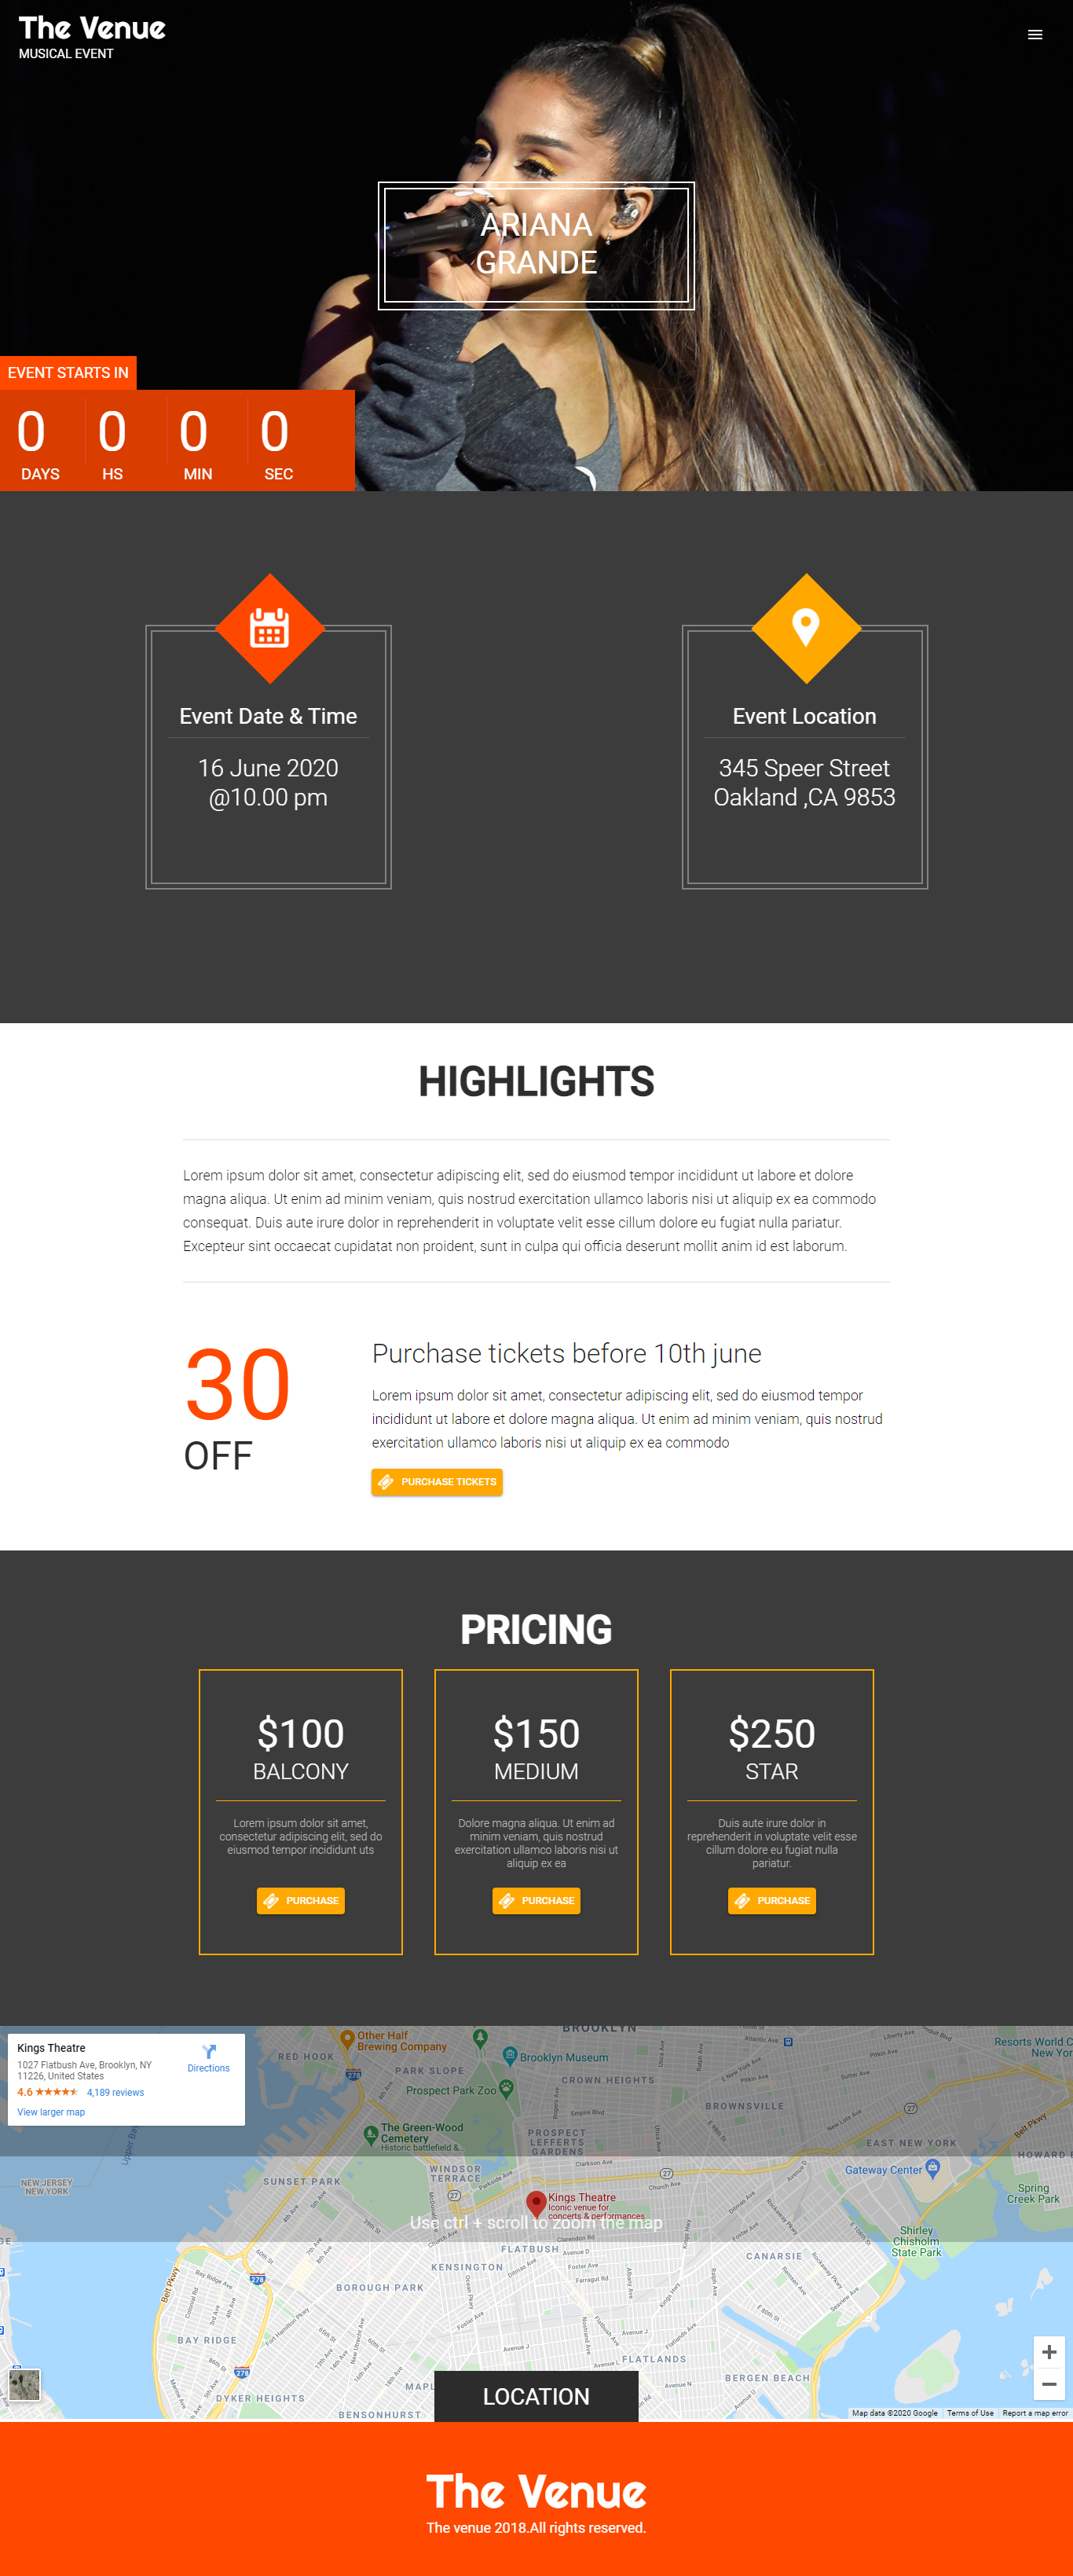 The Venue
MUSICAL EVENT
ARIANA
GRANDE
EVENT STARTS IN
0 0 0 0
DAYS HS MIN SEC
Event Date & Time
16 June 2020
@10.00 pm
Event Location
345 Speer Street
Oakland ,CA 9853
HIGHLIGHTS
Lorem ipsum dolor sit amet, consectetur adipiscing elit, sed do eiusmod tempor incididunt ut labore et dolore
magna aliqua. Ut enim ad minim veniam, quis nostrud exercitation ullamco laboris nisi ut aliquip ex ea commodo
consequat. Duis aute irure dolor in reprehenderit in voluptate velit esse cillum dolore eu fugiat nulla pariatur.
Excepteur sint occaecat cupidatat non proident, sunt in culpa qui officia deserunt mollit anim id est laborum.
30
OFF
Purchase tickets before 10th june
Lorem ipsum dolor sit amet, consectetur adipiscing elit, sed do eiusmod tempor
incididunt ut labore et dolore magna aliqua. Ut enim ad minim veniam, quis nostrud
exercitation ullamco laboris nisi ut aliquip ex ea commodo
PURCHASE TICKETS
PRICING
$100
BALCONY
Lorem ipsum dolor sit amet,
consectetur adipiscing elit, sed do
eiusmod tempor incididunt uts
PURCHASE
$150
MEDIUM
Dolore magna aliqua. Ut enim ad
minim veniam, quis nostrud
exercitation ullamco laboris nisi ut
aliquip ex ea
PURCHASE
$250
STAR
Duis aute irure dolor in
reprehenderit in voluptate velit esse
cillum dolore eu fugiat nulla
pariatur.
PURCHASE
Kings Theatre
1027 Flatbush Ave, Brooklyn, NY
11226, United States
4.6
4,189 reviews
View larger map
Directions
BROOKLYN
Other Half
Brewing Company
RED HOOK
PARK SLOPE
Brooklyn Museum
CROWN HEIGHTS
Prospect Park Zoo
Resorts World C
New Yor
BROWNSVILLE
The Green-Wood
Cemetery
Historic battlefield &...
PROSPECT
LEFFERTS
GARDENS
EAST NEW YORK
HOWARD B
WINDSOR
TERRACE
Gateway Center
Spring
Creek Park
NEW JERSEY
NEW YORK
SUNSET PARK
Kings Theatre
Iconic venue for
concerts & performances
Use ctrl + scroll to zoom the map
Shirley
Chisholm
State Park
FLATBUSH
CANARSIE
KENSINGTON
BOROUGH PARK
BAY RIDGE
FLATLANDS
BERGEN BEACH
MAPL
DYKER HEIGHTS
BENSONHURST
Belt Pkwy
Belt Pkwy
Map data ©2020 Google
Terms of Use
Report a map error
LOCATION
The Venue
The venue 2018.All rights reserved.